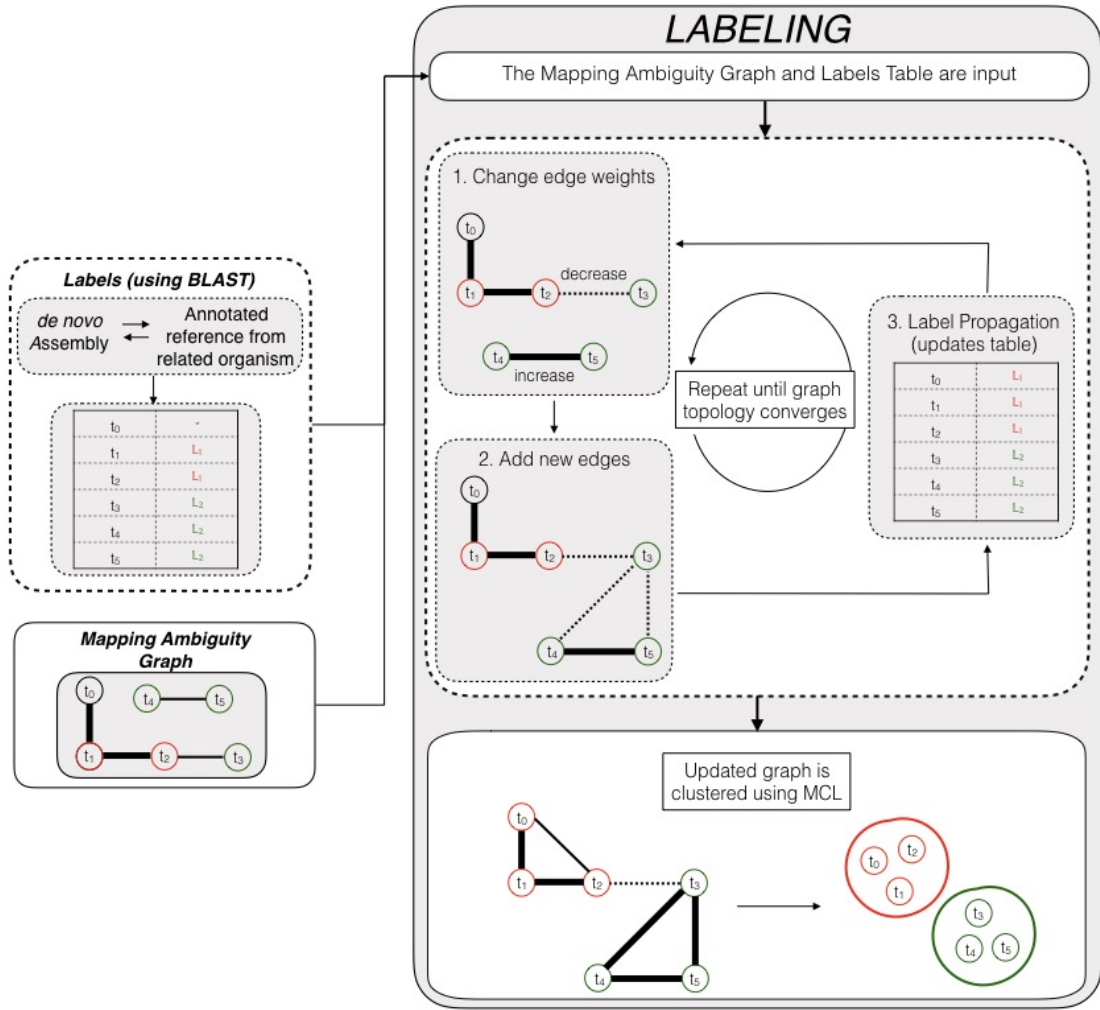 LABELING
The Mapping Ambiguity Graph and Labels Table are input
Labels (using BLAST)
de novo
Assembly
Annotated
reference from
related organism
t0 -
t1 L1
t2 L1
t3 L2
t4 L2
t5 L2
Mapping Ambiguity
Graph
t0
t4 t5
t1 t2 t3
1. Change edge weights
t0
decrease
t1 t2 t3
t4 t5
increase
2. Add new edges
t0
t1 t2 t3
t4 t5
Repeat until graph
topology converges
3. Label Propagation
(updates table)
t0 L1
t1 L1
t2 L1
t3 L2
t4 L2
t5 L2
Updated graph is
clustered using MCL
t0
t1 t2 t3
t4 t5
t0 t2
t1
t3
t4 t5